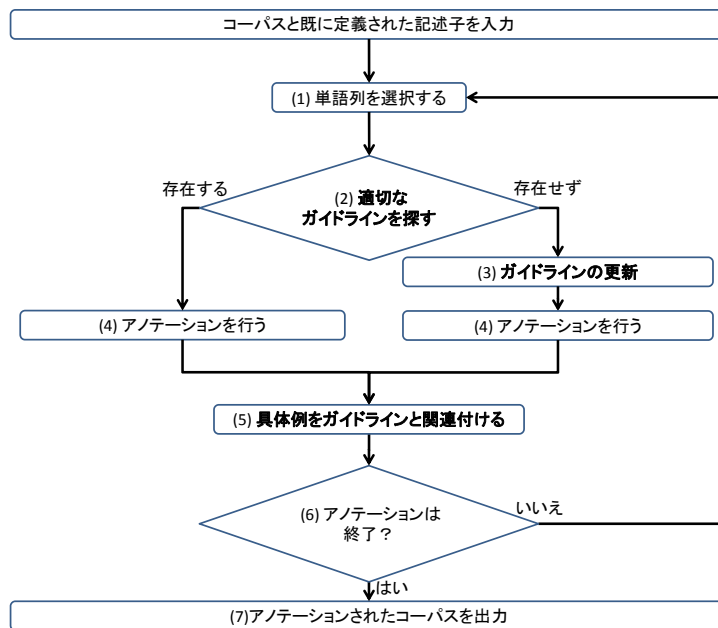 コーパスと既に定義された記述子を入力
(1) 単語列を選択する
存在する
(2) 適切な
ガイドラインを探す
存在せず
(3) ガイドラインの更新
(4) アノテーションを行う
(4) アノテーションを行う
(5) 具体例をガイドラインと関連付ける
(6) アノテーションは
終了？
いいえ
はい
(7)アノテーションされたコーパスを出力